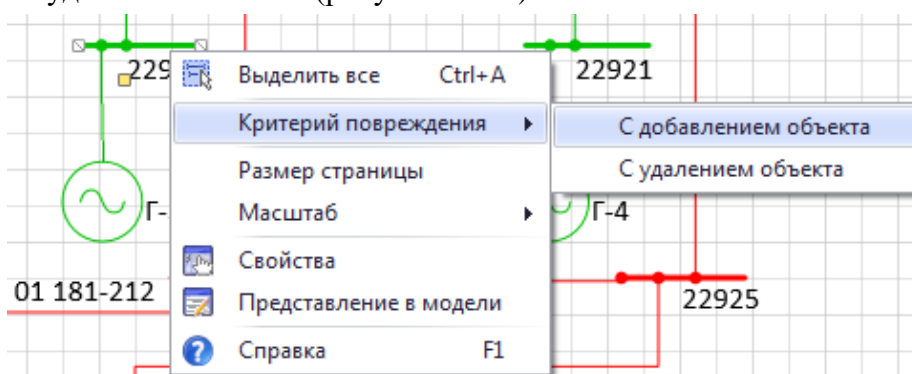 229
22921
Выделить все Ctrl+A
Критерий повреждения
С добавлением объекта
Размер страницы
С удалением объекта
Масштаб
Г-
Г-4
Свойства
01 181-212
Представление в модели
22925
Справка F1